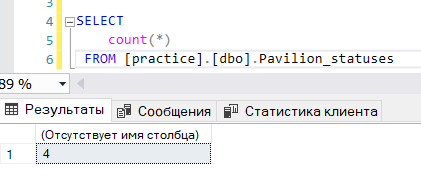 4 SELECT
5 count(*)
6 FROM [practice].[dbo].Pavilion_statuses
89 %
Результаты Сообщения Статистика клиента
(Отсутствует имя столбца)
1 4